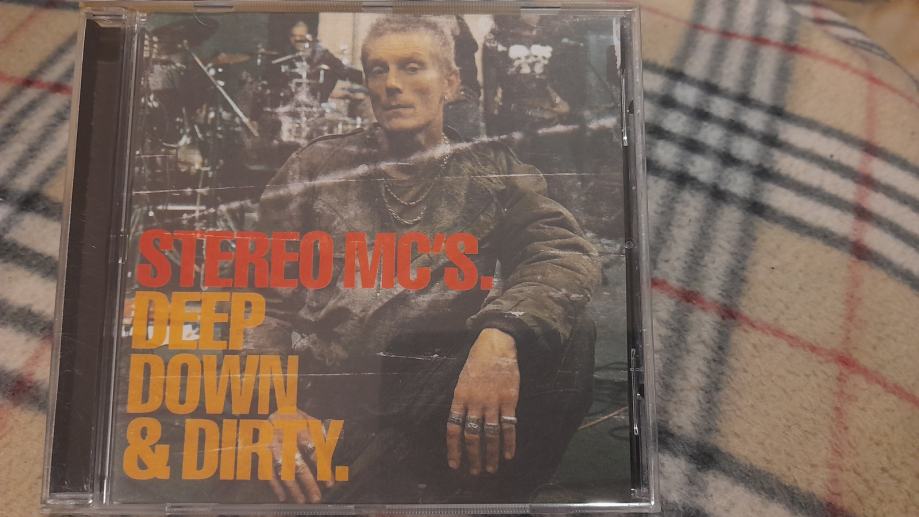 STEREO MC'S.
DEEP
DOWN
& DIRTY.